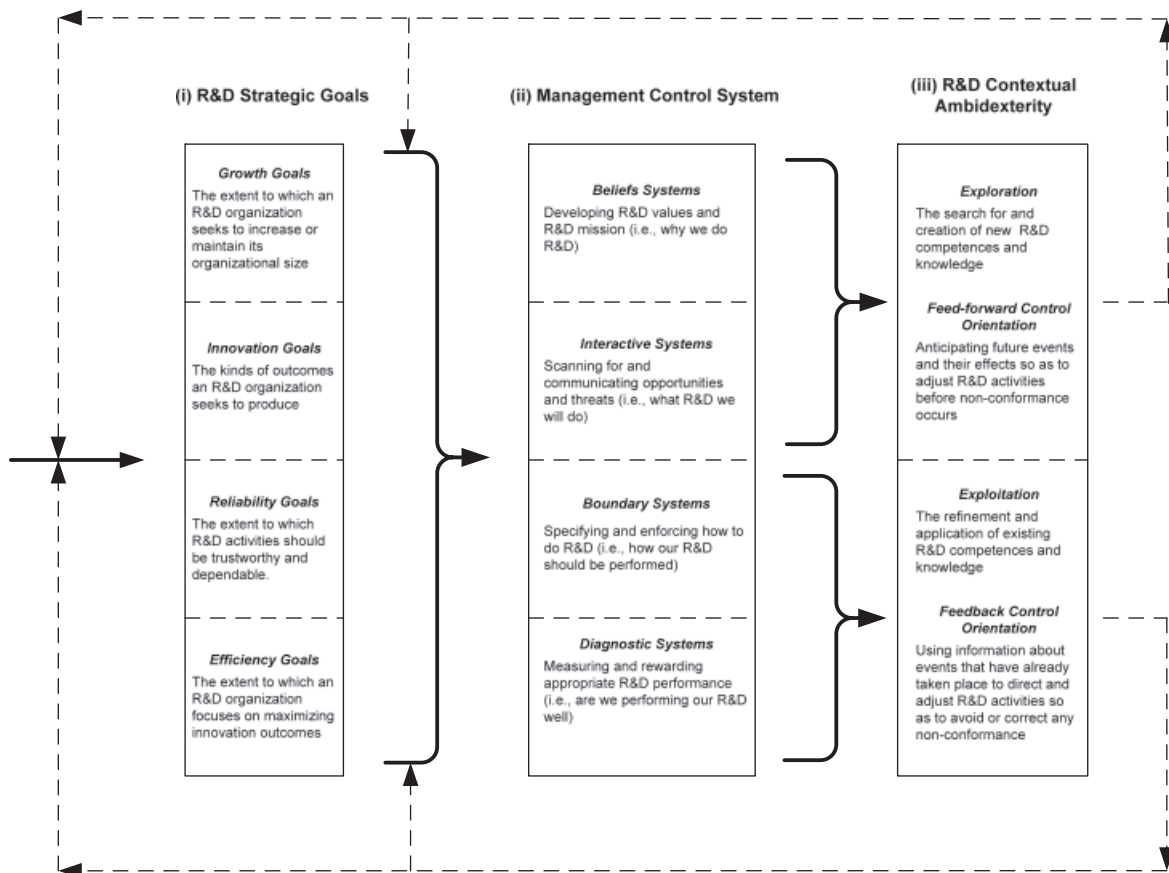 (i) R&D Strategic Goals
Growth Goals
The extent to which an
R&D organization
seeks to increase or
maintain its
organizational size
Innovation Goals
The kinds of outcomes
an R&D organization
seeks to produce
Reliability Goals
The extent to which
R&D activities should
be trustworthy and
dependable.
Efficiency Goals
The extent to which an
R&D organization
focuses on maximizing
innovation outcomes
(ii) Management Control System
Beliefs Systems
Developing R&D values and
R&D mission (i.e., why we do
R&D)
Interactive Systems
Scanning for and
communicating opportunities
and threats (i.e., what R&D we
will do)
Boundary Systems
Specifying and enforcing how to
do R&D (i.e., how our R&D
should be performed)
Diagnostic Systems
Measuring and rewarding
appropriate R&D performance
(i.e., are we performing our R&D
well)
(iii) R&D Contextual
Ambidexterity
Exploration
The search for and
creation of new R&D
competences and
knowledge
Feed-forward Control
Orientation
Anticipating future events
and their effects so as to
adjust R&D activities
before non-conformance
occurs
Exploitation
The refinement and
application of existing
R&D competences and
knowledge
Feedback Control
Orientation
Using information about
events that have already
taken place to direct and
adjust R&D activities so
as to avoid or correct any
non-conformance